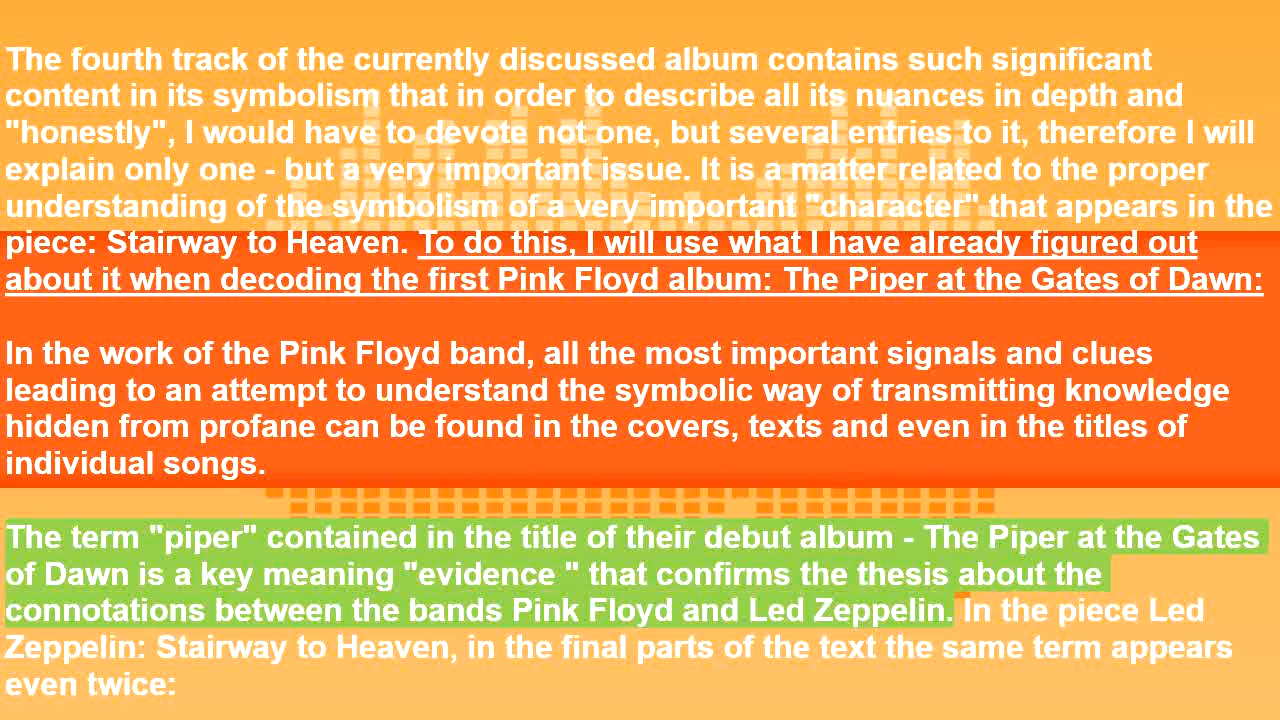 The fourth track of the currently discussed album contains such significant
content in its symbolism that in order to describe all its nuances in depth and
"honestly", I would have to devote not one, but several entries to it, therefore I will
explain only one - but a very important issue. It is a matter related to the proper
understanding of the symbolism of a very important "character" that appears in the
piece: Stairway to Heaven. To do this, I will use what I have already figured out
about it when decoding the first Pink Floyd album: The Piper at the Gates of Dawn:
In the work of the Pink Floyd band, all the most important signals and clues
leading to an attempt to understand the symbolic way of transmitting knowledge
hidden from profane can be found in the covers, texts and even in the titles of
individual songs.
The term "piper" contained in the title of their debut album - The Piper at the Gates
of Dawn is a key meaning "evidence " that confirms the thesis about the
connotations between the bands Pink Floyd and Led Zeppelin. In the piece Led
Zeppelin: Stairway to Heaven, in the final parts of the text the same term appears
even twice: